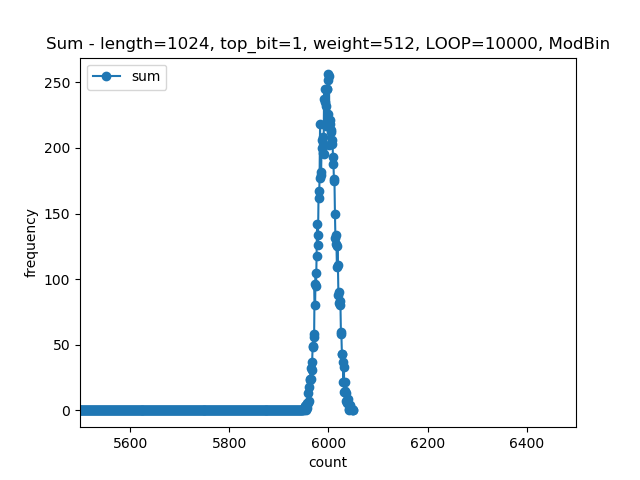 Sum - length=1024, top_bit=1, weight=512, LOOP=10000, ModBin
sum
frequency
250
200
150
100
50
0
5600 5800 6000 6200 6400
count